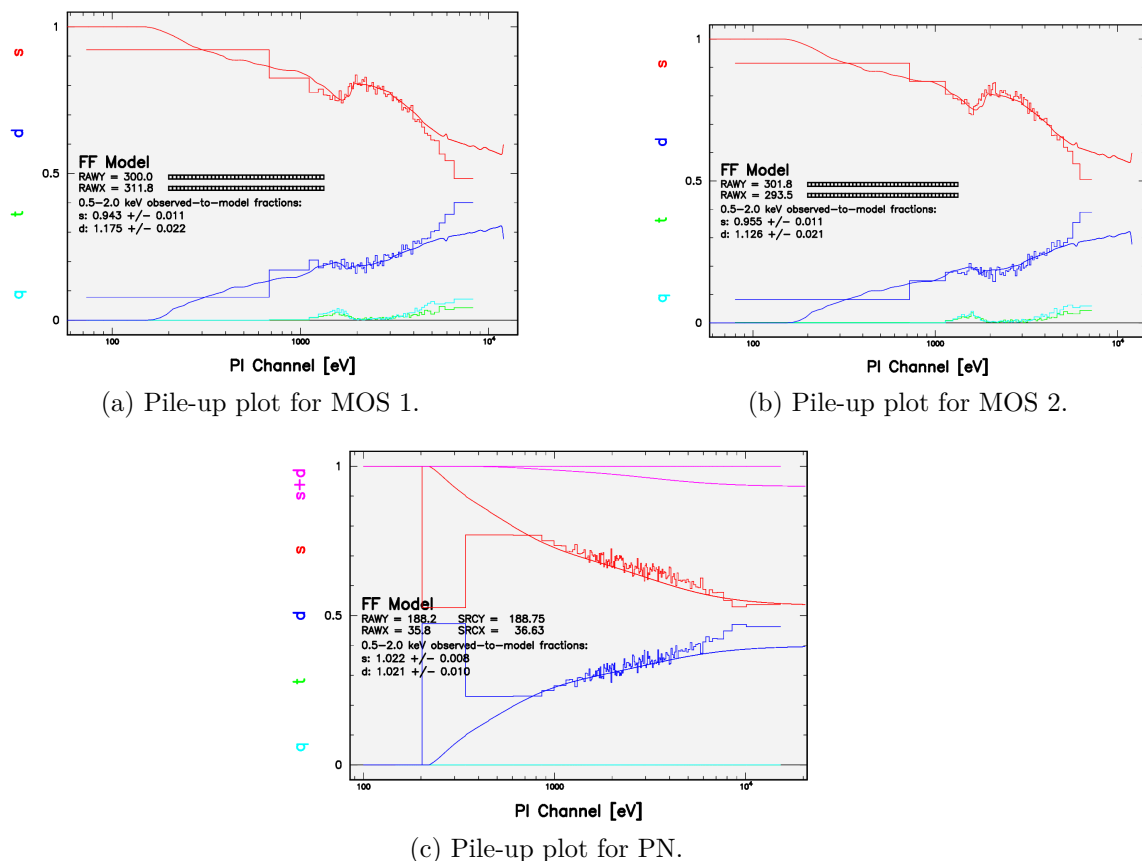 1
s
d
0.5
t
q
0
FF Model
RAWY = 300.0
RAWX = 311.8
0.5−2.0 keV observed−to−model fractions:
s: 0.943 +/− 0.011
d: 1.175 +/− 0.022
100
1000
10⁴
PI Channel [eV]
(a) Pile-up plot for MOS 1.
1
s
d
0.5
t
q
0
FF Model
RAWY = 301.8
RAWX = 293.5
0.5−2.0 keV observed−to−model fractions:
s: 0.955 +/− 0.011
d: 1.126 +/− 0.021
100
1000
10⁴
PI Channel [eV]
(b) Pile-up plot for MOS 2.
s+d
1
s
d
0.5
t
q
0
FF Model
RAWY = 188.2 SRCY = 188.75
RAWX = 35.8 SRCX = 36.63
0.5−2.0 keV observed−to−model fractions:
s: 1.022 +/− 0.008
d: 1.021 +/− 0.010
100
1000
10⁴
PI Channel [eV]
(c) Pile-up plot for PN.